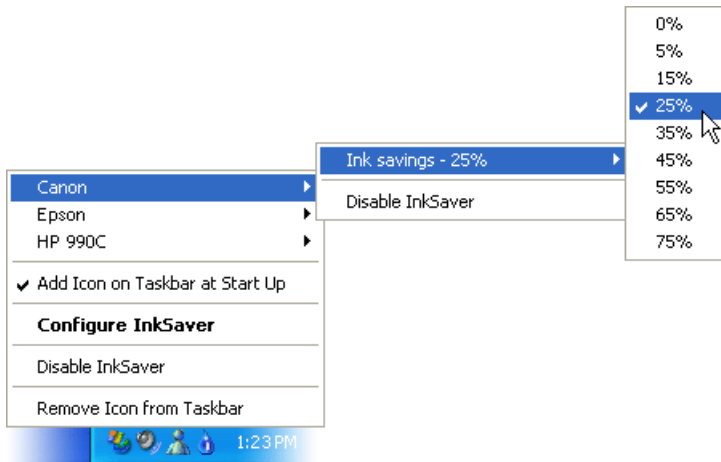 Canon
Epson
HP 990C
Add Icon on Taskbar at Start Up
Configure InkSaver
Disable InkSaver
Remove Icon from Taskbar
1:23 PM
Ink savings - 25%
Disable InkSaver
0%
5%
15%
25%
35%
45%
55%
65%
75%